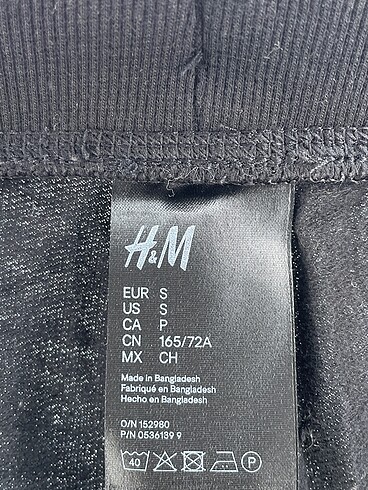 H&M
EUR S
US S
CA P
CN 165/72A
MX CH
Made in Bangladesh
Fabriqué en Bangladesh
Hecho en Bangladesh
O/N 152980
P/N 0536139 9
40 P